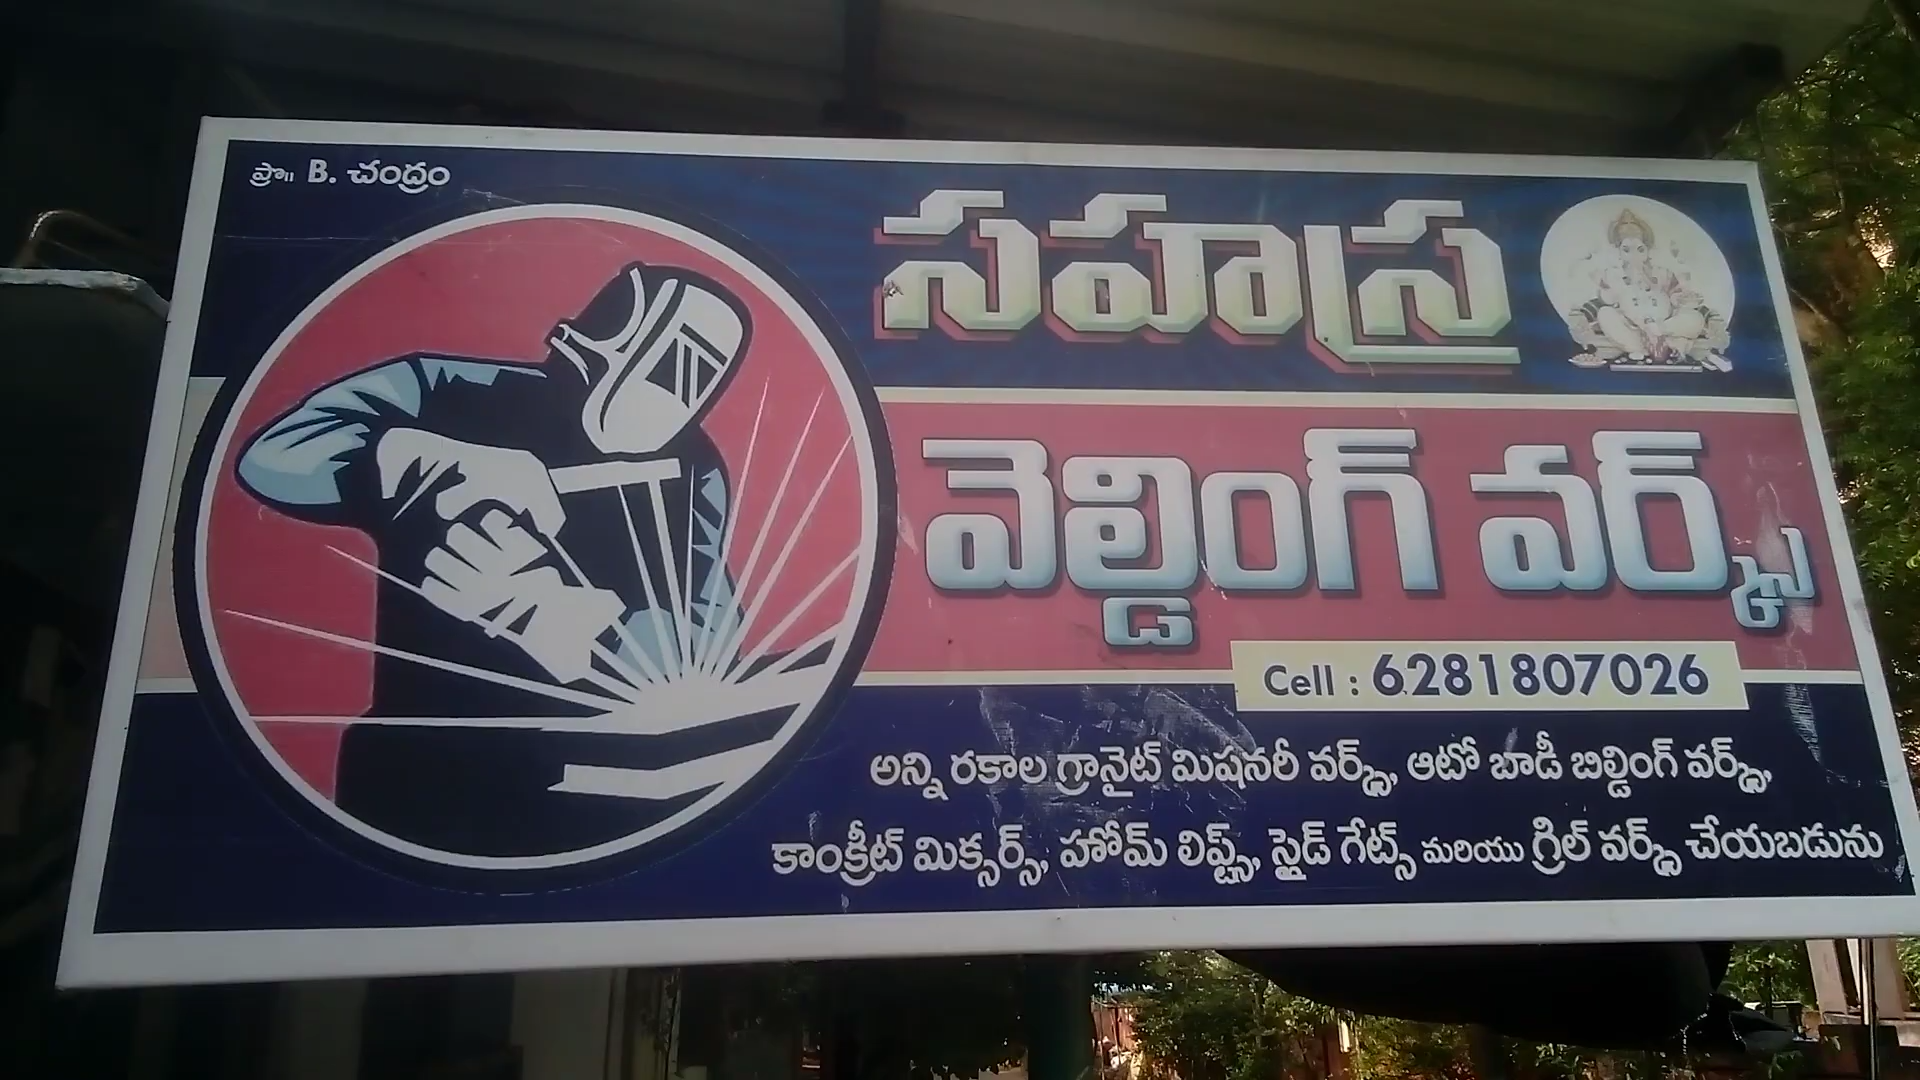 ప్రొ॥ B. చంద్రం
సహస్ర
వెల్డింగ్ వర్క్స్
Cell : 6281807026
అన్ని రకాల గ్రానైట్ మిషనరీ వర్క్స్, ఆటో బాడీ బిల్డింగ్ వర్క్స్,
కాంక్రీట్ మిక్సర్స్, హోమ్ లిఫ్ట్స్, స్లైడ్ గేట్స్ మరియు గ్రిల్ వర్క్స్ చేయబడును